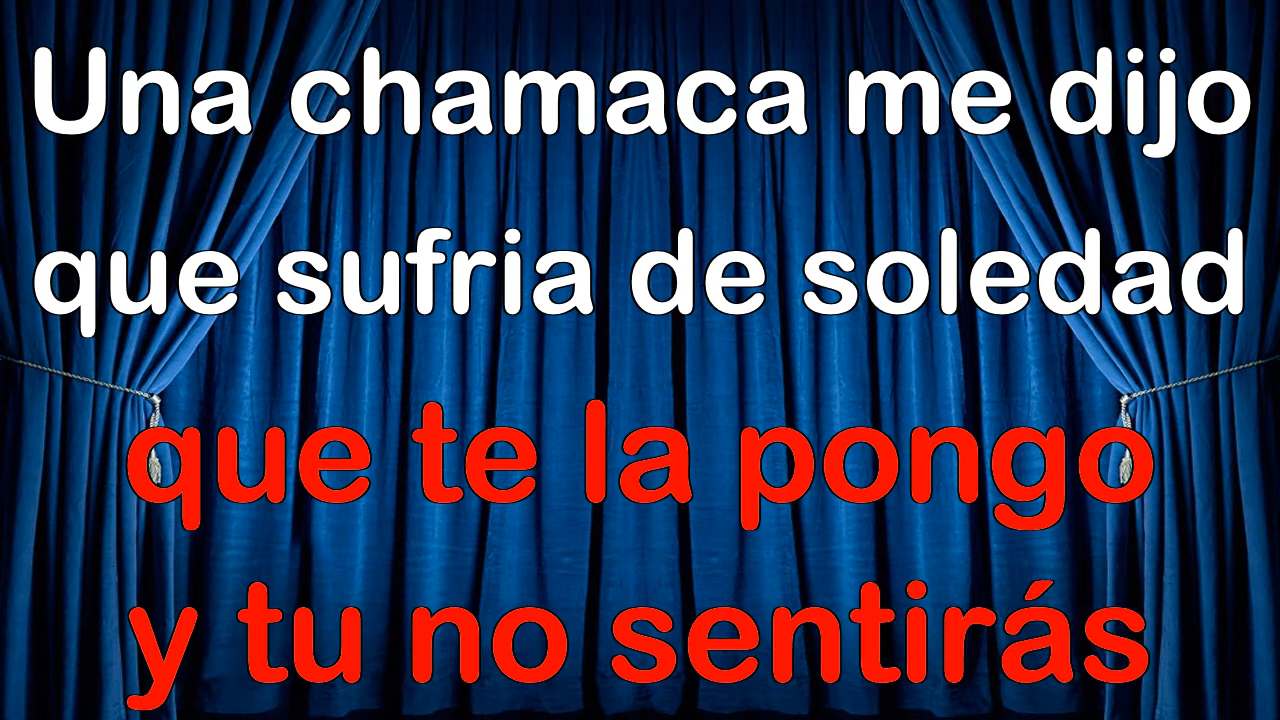 Una chamaca me dijo
que sufria de soledad
que te la pongo
y tu no sentirás